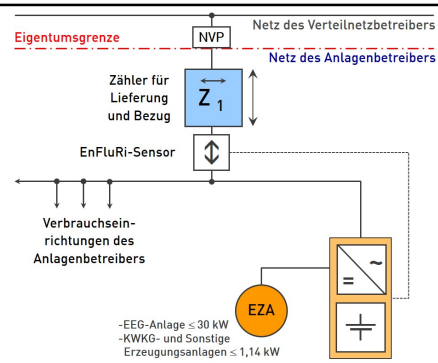 Netz des Verteilnetzbetreibers
Eigentumsgrenze
NVP
Netz des Anlagenbetreibers
Zähler für
Lieferung
und Bezug
Z 1
EnFluRi-Sensor
Verbrauchsein-
richtungen des
Anlagenbetreibers
~
=
EZA
-EEG-Anlage ≤ 30 kW
-KWKG- und Sonstige
Erzeugungsanlagen ≤ 1,14 kW